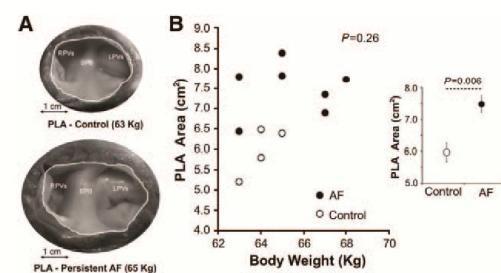 A
RPVs
LPVs
1 cm
PLA - Control (63 Kg)
RPVs
LPVs
1 cm
PLA - Persistent AF (65 Kg)
B
P=0.26
PLA Area (cm²)
9.0
8.5
8.0
7.5
7.0
6.5
6.0
5.5
5.0
4.5
4.0
62
64
66
68
70
Body Weight (Kg)
AF
Control
P=0.006
PLA Area (cm²)
8.0
7.0
6.0
5.0
Control
AF